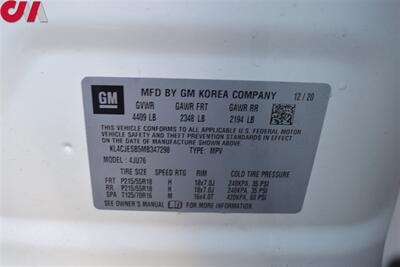 CIA
GM
MFD BY GM KOREA COMPANY
GVWR GAWR FRT GAWR RR 12/20
4409 LB 2348 LB 2194 LB
THIS VEHICLE CONFORMS TO ALL APPLICABLE U.S. FEDERAL MOTOR
VEHICLE SAFETY, BUMPER, AND THEFT PREVENTION STANDARDS
IN EFFECT ON THE DATE OF MANUFACTURE SHOWN ABOVE.
KL4CJESB5MB347298 TYPE: MPV
MODEL: 4JU76
TIRE SIZE SPEED RTG RIM COLD TIRE PRESSURE
FRT P215/55R18 H 18x7.0J 240KPA, 35 PSI
RR P215/55R18 H 18x7.0J 240KPA, 35 PSI
SPA T125/70R16 M 16x4.0T 420KPA, 60 PSI
SEE OWNER'S MANUAL FOR MORE INFORMATION.